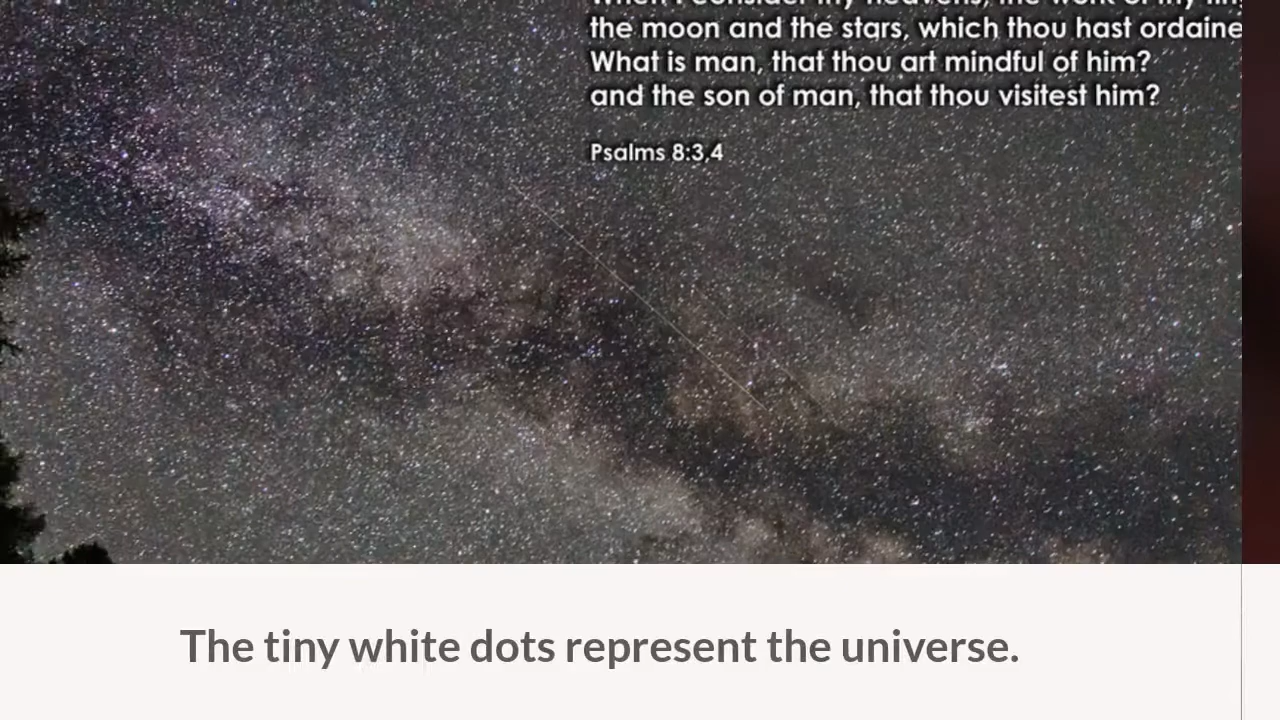 the moon and the stars, which thou hast ordaine
What is man, that thou art mindful of him?
and the son of man, that thou visitest him?
Psalms 8:3,4
The tiny white dots represent the universe.